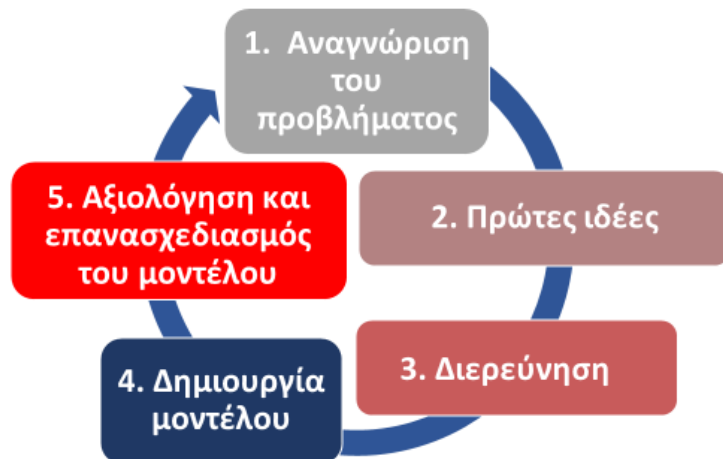 1. Αναγνώριση
του
προβλήματος
2. Πρώτες ιδέες
3. Διερεύνηση
4. Δημιουργία
μοντέλου
5. Αξιολόγηση και
επανασχεδιασμός
του μοντέλου